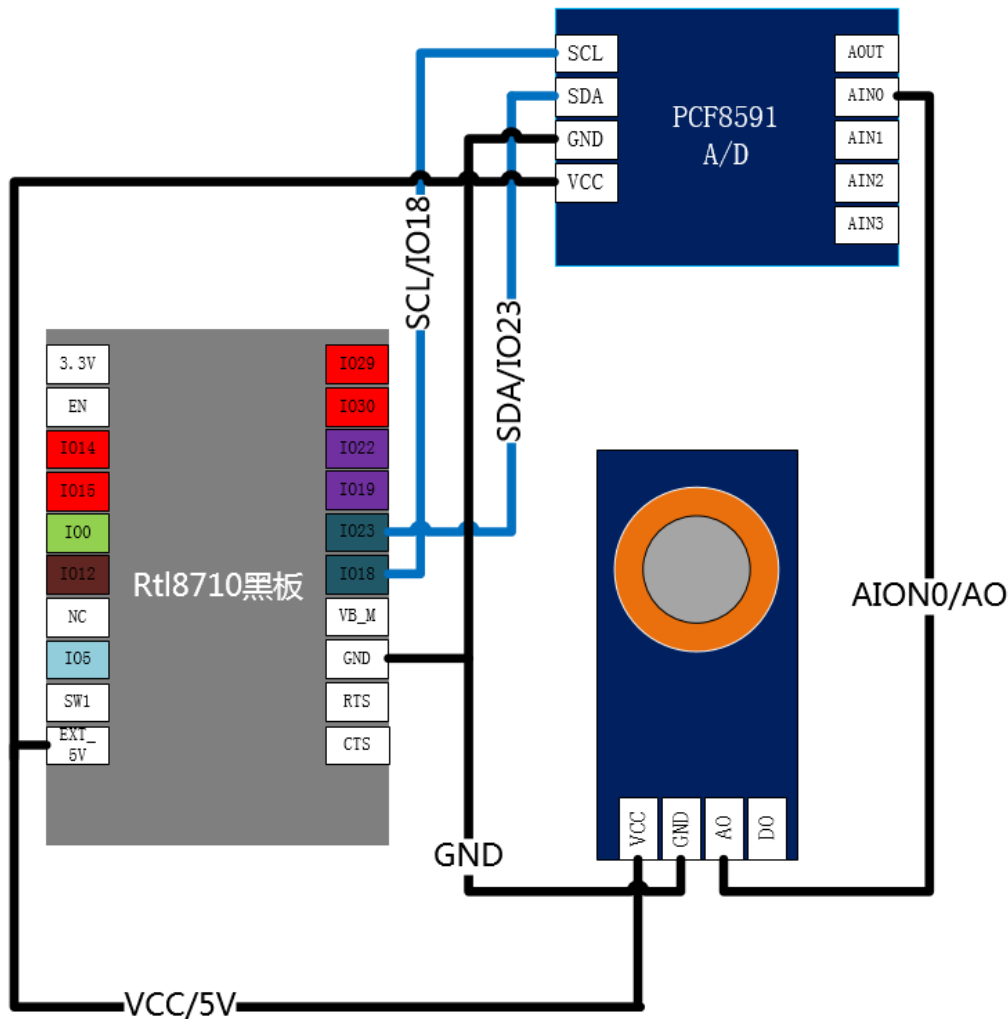 SCL
SDA
GND
VCC
PCF8591
A/D
AOUT
AIN0
AIN1
AIN2
AIN3
SCL/IO18
SDA/IO23
3.3V
EN
IO14
IO15
IO0
IO12
NC
IO5
SW1
EXT_
5V
Rtl8710黑板
IO29
IO30
IO22
IO19
IO23
IO18
VB_M
GND
RTS
CTS
AION0/AO
VCC
GND
AO
DO
GND
VCC/5V